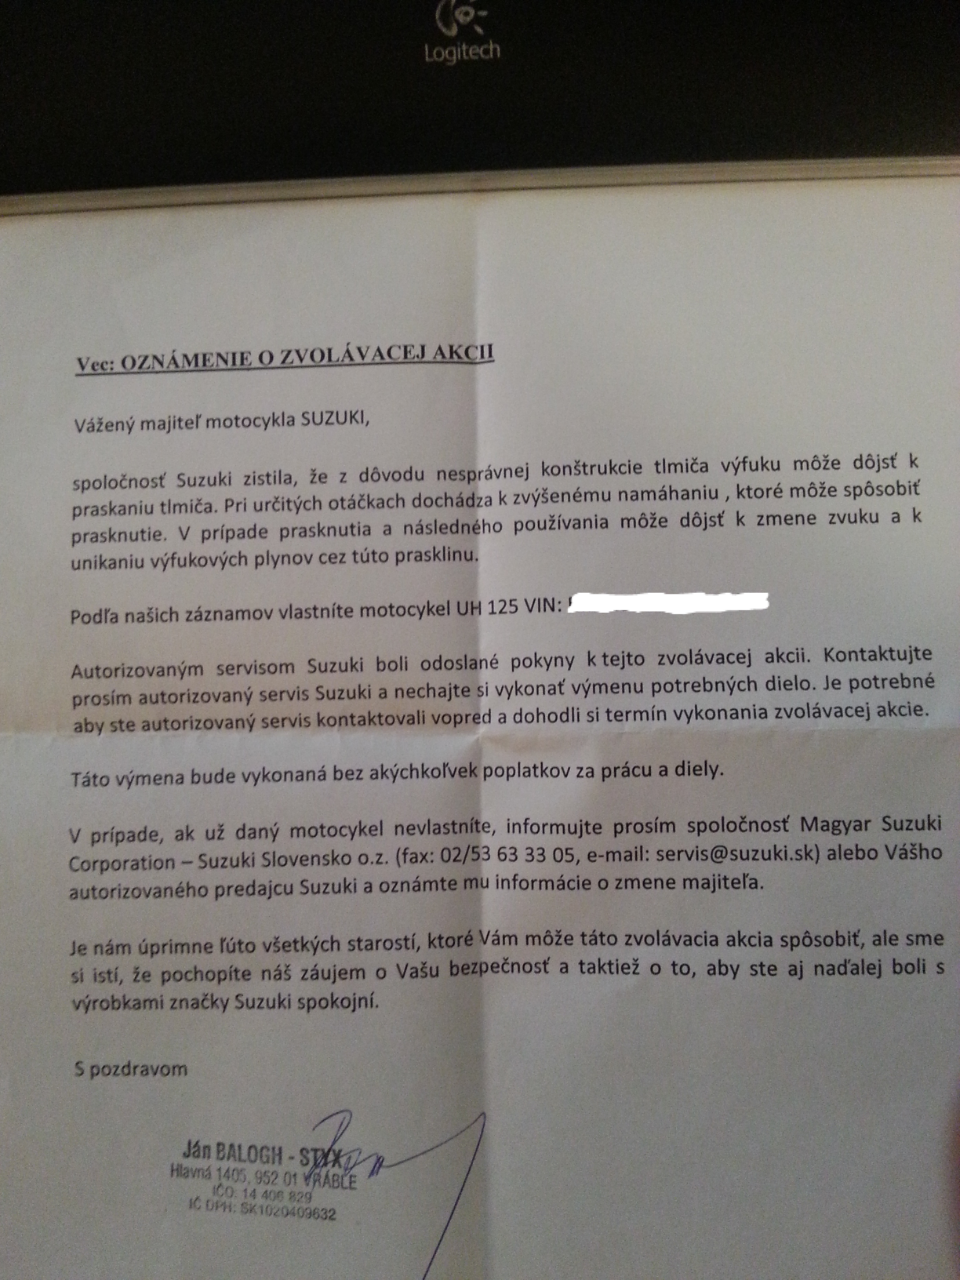 Logitech
Vec: OZNÁMENIE O ZVOLÁVACEJ AKCII
Vážený majiteľ motocykla SUZUKI,
spoločnosť Suzuki zistila, že z dôvodu nesprávnej konštrukcie tlmiča výfuku môže dôjsť k
praskaniu tlmiča. Pri určitých otáčkach dochádza k zvýšenému namáhaniu , ktoré môže spôsobiť
prasknutie. V prípade prasknutia a následného používania môže dôjsť k zmene zvuku a k
unikaniu výfukových plynov cez túto prasklinu.
Podľa našich záznamov vlastníte motocykel UH 125 VIN:
Autorizovaným servisom Suzuki boli odoslané pokyny k tejto zvolávacej akcii. Kontaktujte
prosím autorizovaný servis Suzuki a nechajte si vykonať výmenu potrebných dielo. Je potrebné
aby ste autorizovaný servis kontaktovali vopred a dohodli si termín vykonania zvolávacej akcie.
Táto výmena bude vykonaná bez akýchkoľvek poplatkov za prácu a diely.
V prípade, ak už daný motocykel nevlastníte, informujte prosím spoločnosť Magyar Suzuki
Corporation – Suzuki Slovensko o.z. (fax: 02/53 63 33 05, e-mail: servis@suzuki.sk) alebo Vášho
autorizovaného predajcu Suzuki a oznámte mu informácie o zmene majiteľa.
Je nám úprimne ľúto všetkých starostí, ktoré Vám môže táto zvolávacia akcia spôsobiť, ale sme
si istí, že pochopíte náš záujem o Vašu bezpečnosť a taktiež o to, aby ste aj naďalej boli s
výrobkami značky Suzuki spokojní.
S pozdravom
Ján BALOGH - STYX
Hlavná 1405, 952 01 VRÁBLE
IČO: 14 406 829
IČ DPH: SK1020409632